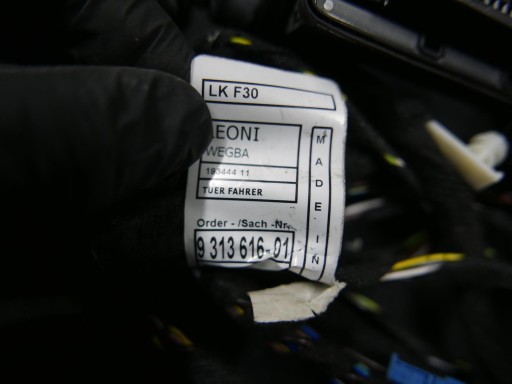 LK F30
LEONI
WEGBA
193444 11
TUER FAHRER
Order - /Sach -Nr.
9 313 616-01
MADE IN